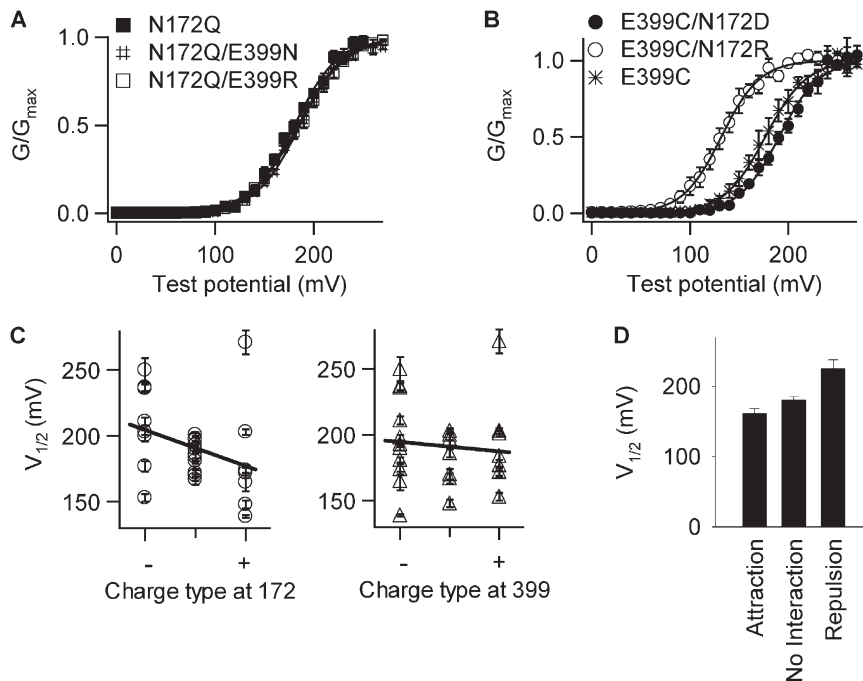 A
N172Q
N172Q/E399N
N172Q/E399R
1.0
0.5
0.0
G/Gmax
0
100
200
Test potential (mV)
B
E399C/N172D
E399C/N172R
E399C
1.0
0.5
0.0
G/Gmax
0
100
200
Test potential (mV)
C
250
200
150
V1/2 (mV)
-
+
Charge type at 172
250
200
150
-
+
Charge type at 399
D
200
100
0
V1/2 (mV)
Attraction
No Interaction
Repulsion